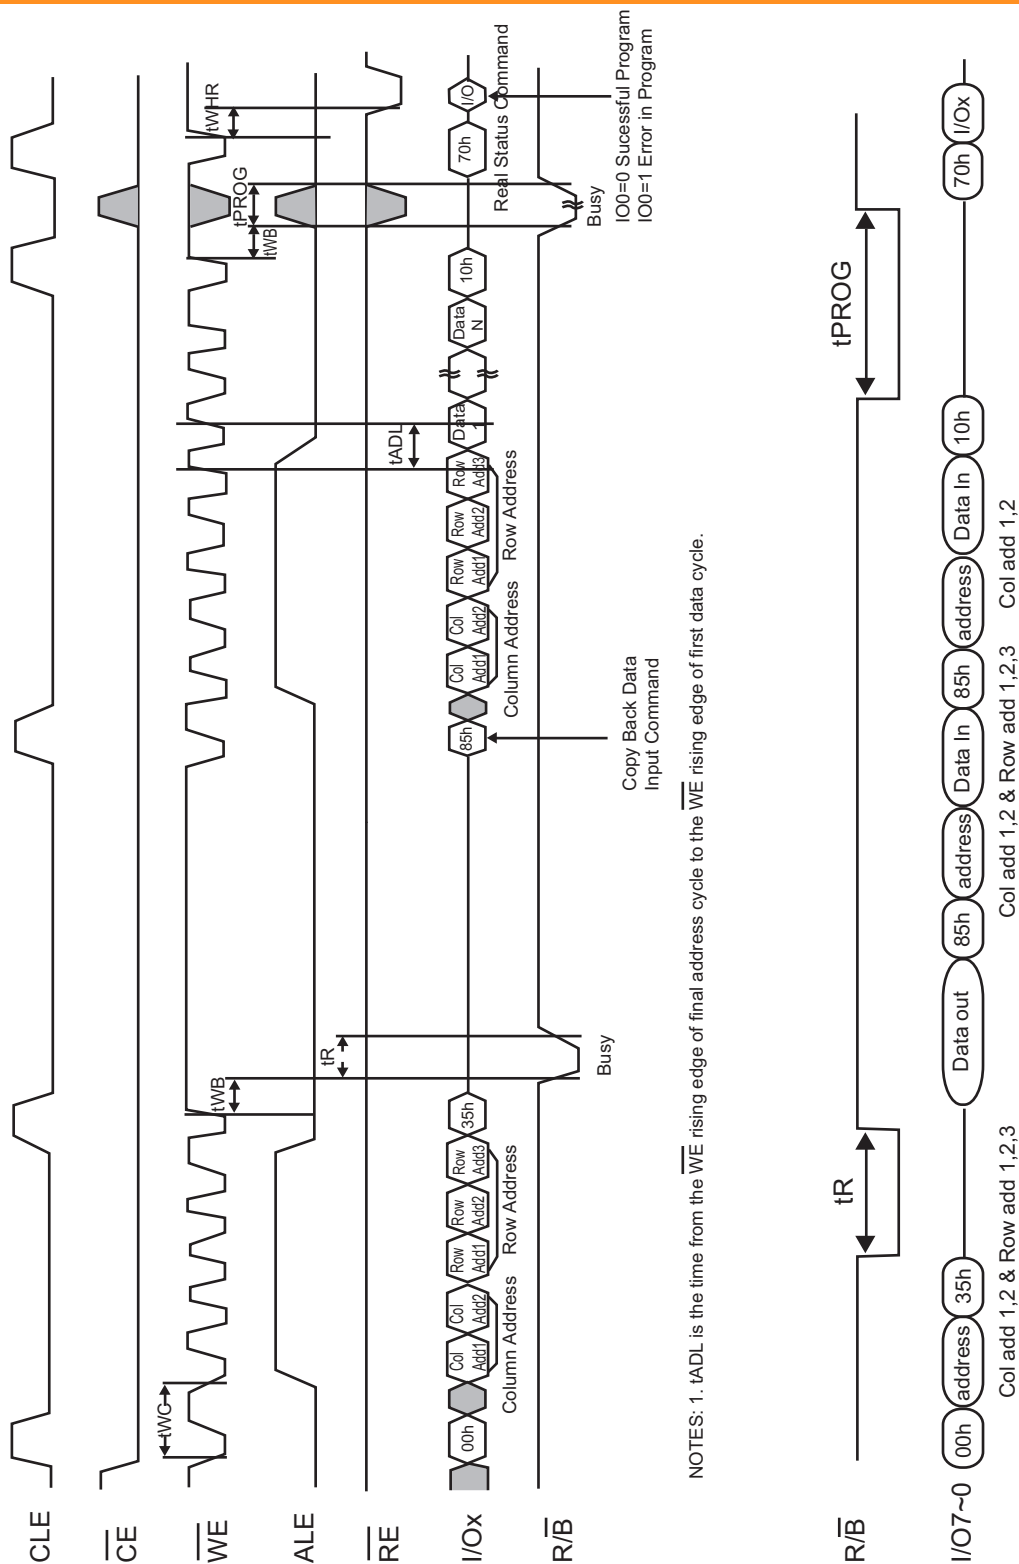 CLE
CE
WE
tWC
tWB
tWB
tPROG
tWHR
ALE
RE
tR
tADL
I/Ox
00h
Col Add1
Col Add2
Row Add1
Row Add2
Row Add3
35h
85h
Col Add1
Col Add2
Row Add1
Row Add2
Row Add3
Data 1
Data N
10h
70h
I/O
Column Address
Row Address
Column Address
Row Address
Real Status Command
R/B
Busy
Busy
Copy Back Data
Input Command
IO0=0 Sucessful Program
IO0=1 Error in Program
NOTES: 1. tADL is the time from the WE rising edge of final address cycle to the WE rising edge of first data cycle.
R/B
tR
tPROG
I/O7~0
00h
address
35h
Data out
85h
address
Data In
85h
address
Data In
10h
70h
I/Ox
Col add 1,2 & Row add 1,2,3
Col add 1,2 & Row add 1,2,3
Col add 1,2